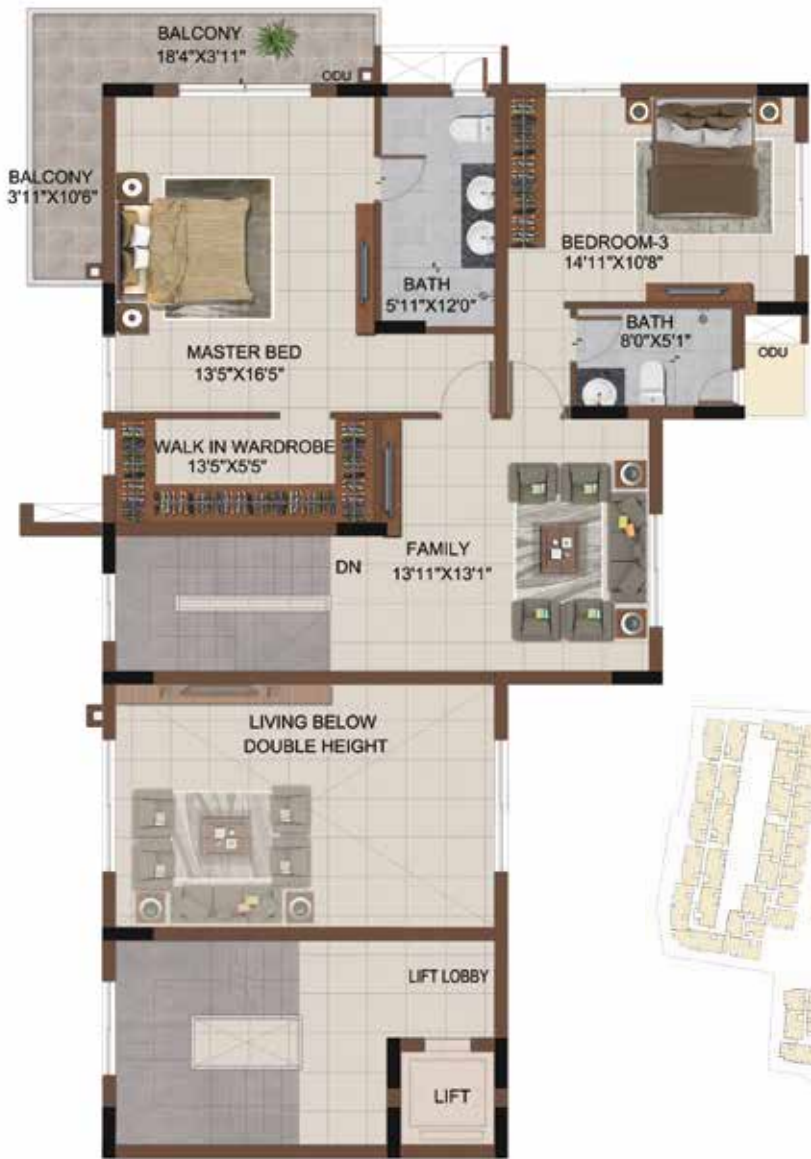 BALCONY
18'4"X3'11"
ODU
BALCONY
3'11"X10'6"
BEDROOM-3
14'11"X10'8"
BATH
5'11"X12'0"
BATH
8'0"X5'1"
ODU
MASTER BED
13'5"X16'5"
WALK IN WARDROBE
13'5"X5'5"
DN
FAMILY
13'11"X13'1"
LIVING BELOW
DOUBLE HEIGHT
LIFT LOBBY
LIFT